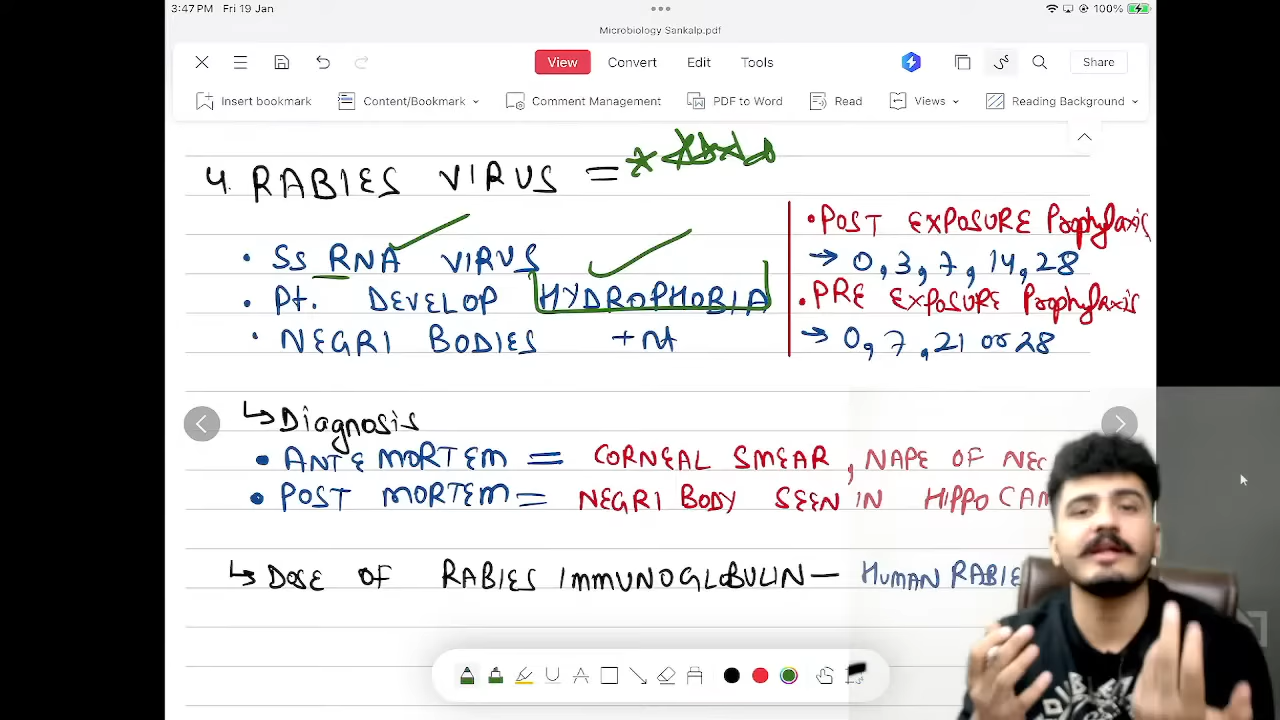 3:47 PM Fri 19 Jan
100%
Microbiology Sankalp.pdf
View Convert Edit Tools Share
Insert bookmark Content/Bookmark Comment Management PDF to Word Read Views Reading Background
4. RABIES VIRUS =
• SS RNA VIRUS
• Pt. DEVELOP HYDROPHOBIA
• NEGRI BODIES +nt
• POST EXPOSURE Prophylaxis
→ 0, 3, 7, 14, 28
• PRE EXPOSURE Prophylaxis
→ 0, 7, 21 or 28
↳ Diagnosis
• ANTE MORTEM = CORNEAL SMEAR, NAPE OF NEC
• POST MORTEM = NEGRI BODY SEEN IN HIPPOCAM
↳ DOSE OF RABIES IMMUNOGLOBULIN — HUMAN RABIE